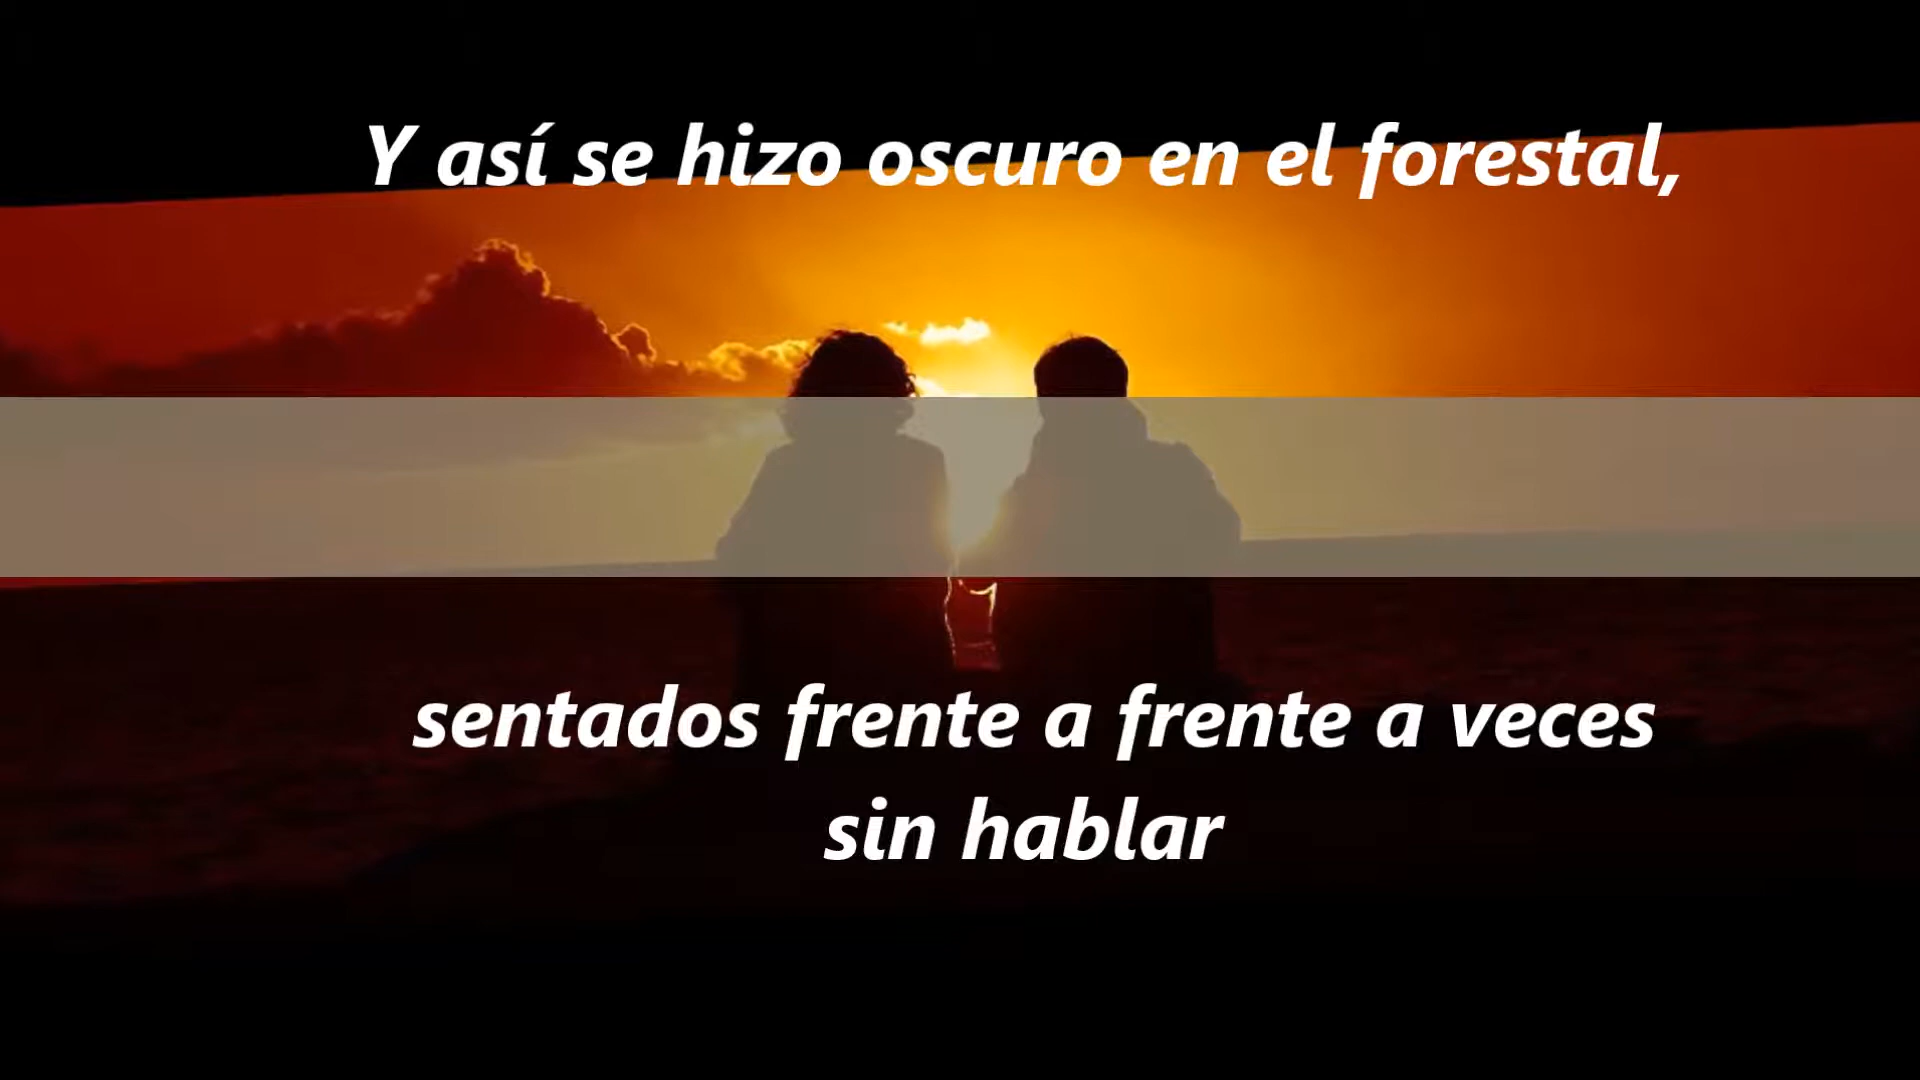 Y así se hizo oscuro en el forestal,
sentados frente a frente a veces
sin hablar